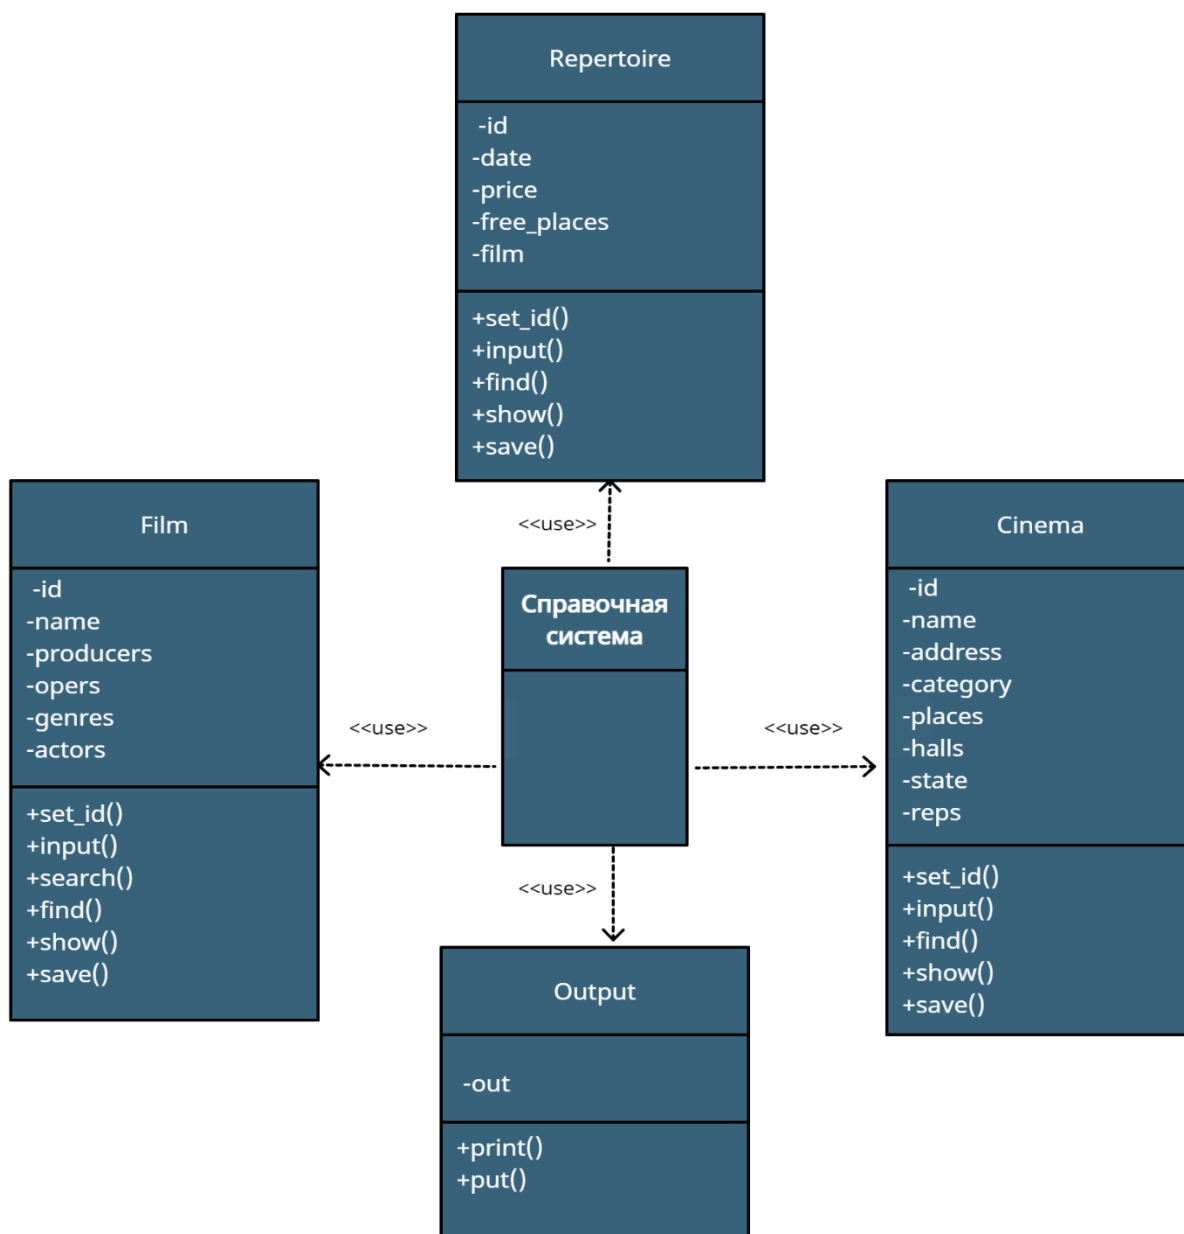 Repertoire
-id
-date
-price
-free_places
-film
+set_id()
+input()
+find()
+show()
+save()
Film
-id
-name
-producers
-opers
-genres
-actors
+set_id()
+input()
+search()
+find()
+show()
+save()
<<use>>
<<use>>
Справочная
система
<<use>>
<<use>>
Cinema
-id
-name
-address
-category
-places
-halls
-state
-reps
+set_id()
+input()
+find()
+show()
+save()
Output
-out
+print()
+put()